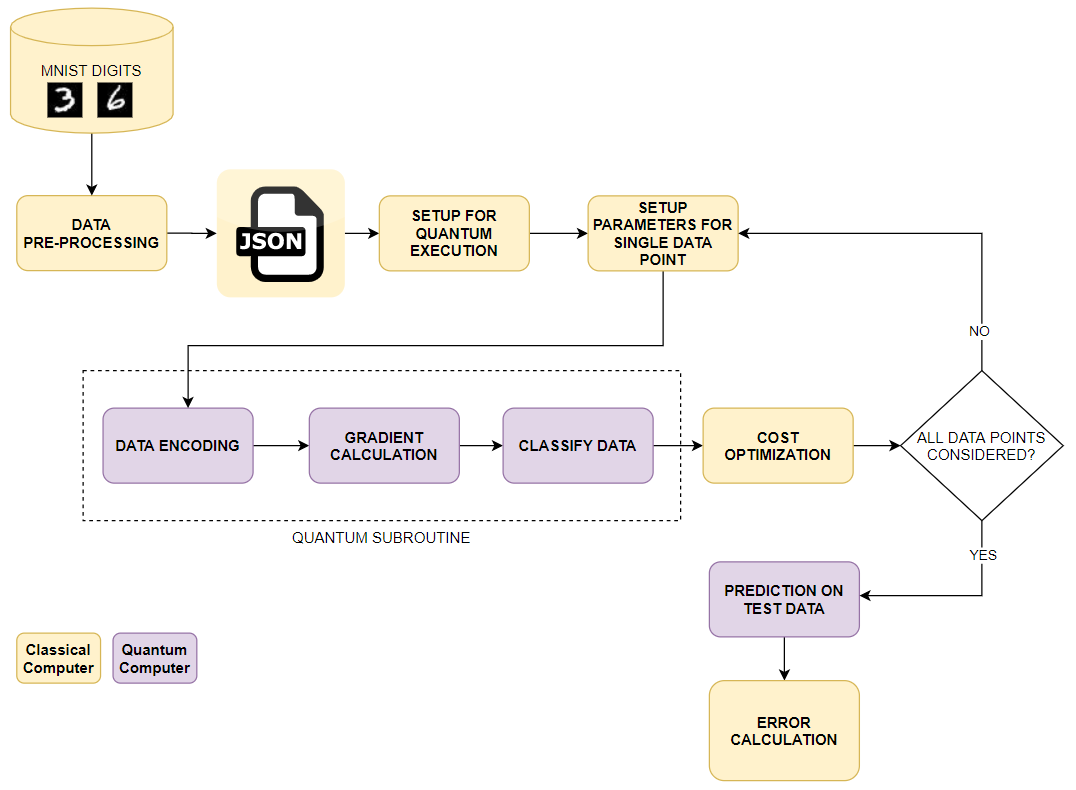 MNIST DIGITS
3 6
DATA
PRE-PROCESSING
JSON
SETUP FOR
QUANTUM
EXECUTION
SETUP
PARAMETERS FOR
SINGLE DATA
POINT
NO
DATA ENCODING
GRADIENT
CALCULATION
CLASSIFY DATA
COST
OPTIMIZATION
ALL DATA POINTS
CONSIDERED?
QUANTUM SUBROUTINE
YES
PREDICTION ON
TEST DATA
Classical
Computer
Quantum
Computer
ERROR
CALCULATION